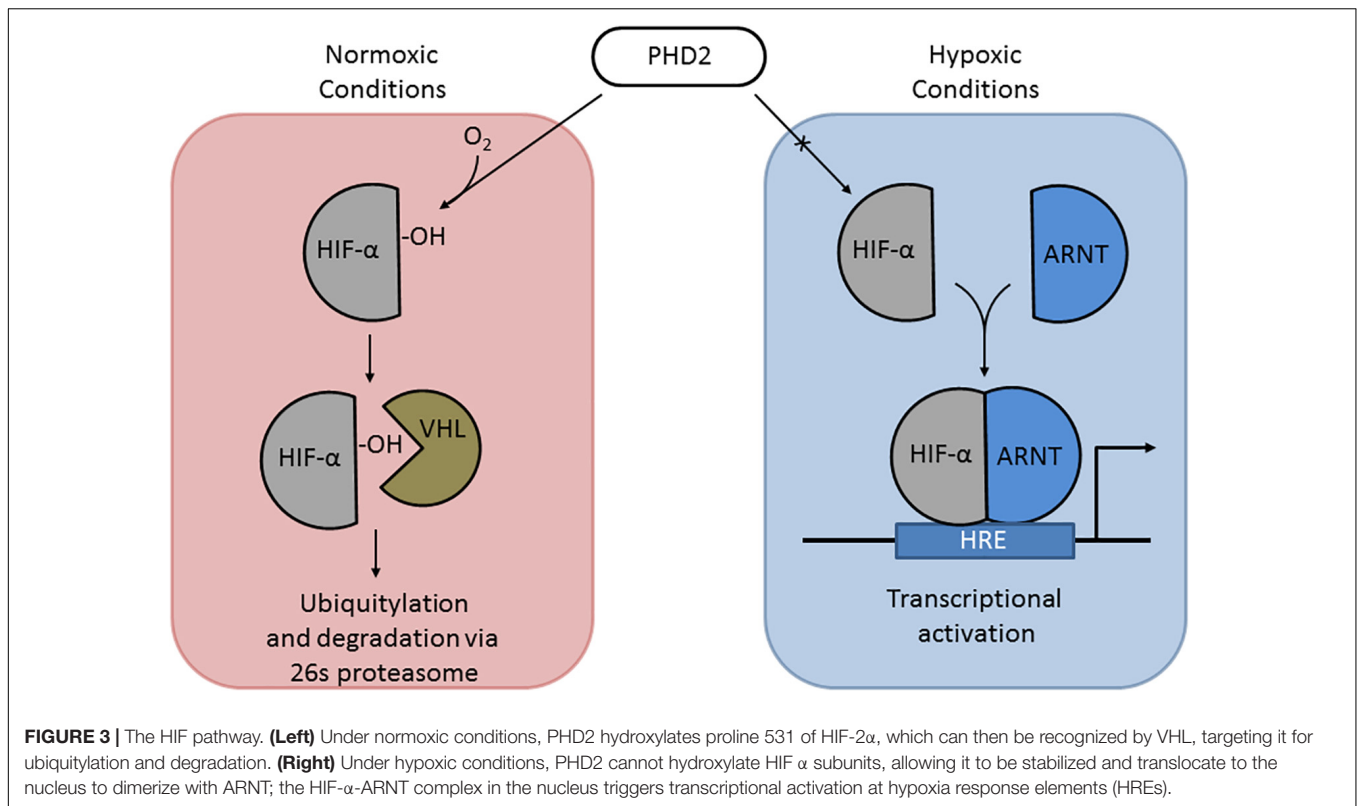 Normoxic
Conditions
PHD2
Hypoxic
Conditions
O₂
HIF-α
-OH
HIF-α
-OH
VHL
Ubiquitylation
and degradation via
26s proteasome
HIF-α
ARNT
HIF-α
ARNT
HRE
Transcriptional
activation
FIGURE 3 | The HIF pathway. (Left) Under normoxic conditions, PHD2 hydroxylates proline 531 of HIF-2α, which can then be recognized by VHL, targeting it for
ubiquitylation and degradation. (Right) Under hypoxic conditions, PHD2 cannot hydroxylate HIF α subunits, allowing it to be stabilized and translocate to the
nucleus to dimerize with ARNT; the HIF-α-ARNT complex in the nucleus triggers transcriptional activation at hypoxia response elements (HREs).